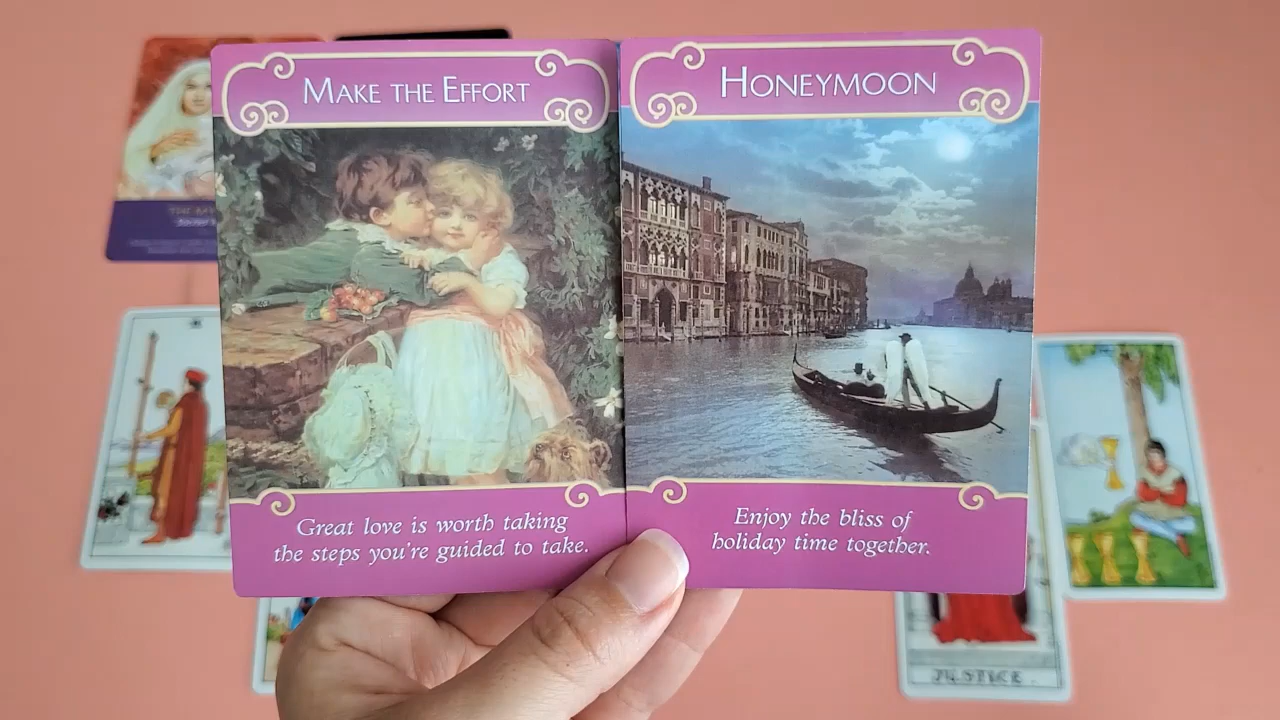 MAKE THE EFFORT
HONEYMOON
Great love is worth taking
the steps you're guided to take.
Enjoy the bliss of
holiday time together.
JUSTICE.